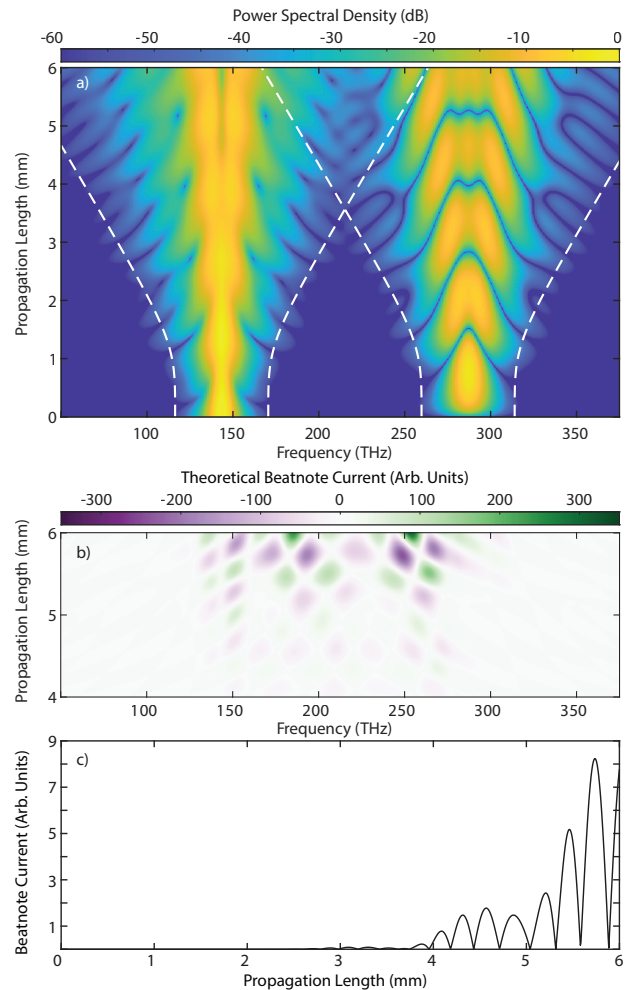 Power Spectral Density (dB)
-60 -50 -40 -30 -20 -10 0
a)
6
5
4
3
2
1
0
Propagation Length (mm)
100 150 200 250 300 350
Frequency (THz)
Theoretical Beatnote Current (Arb. Units)
-300 -200 -100 0 100 200 300
b)
6
5
4
Propagation Length (mm)
100 150 200 250 300 350
Frequency (THz)
c)
9
7
5
3
1
Beatnote Current (Arb. Units)
0 1 2 3 4 5 6
Propagation Length (mm)